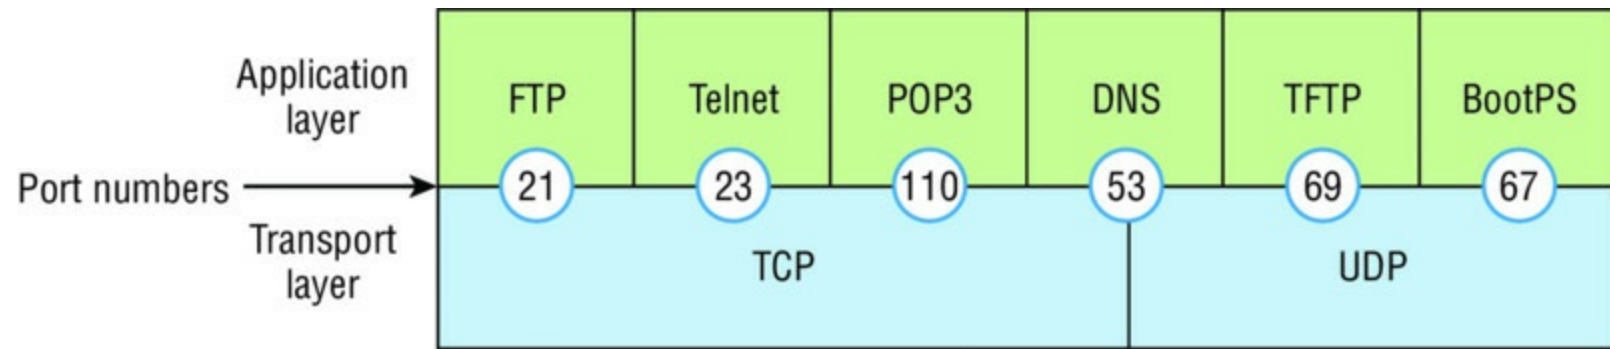 Application
layer
FTP
Telnet
POP3
DNS
TFTP
BootPS
Port numbers
21
23
110
53
69
67
Transport
layer
TCP
UDP